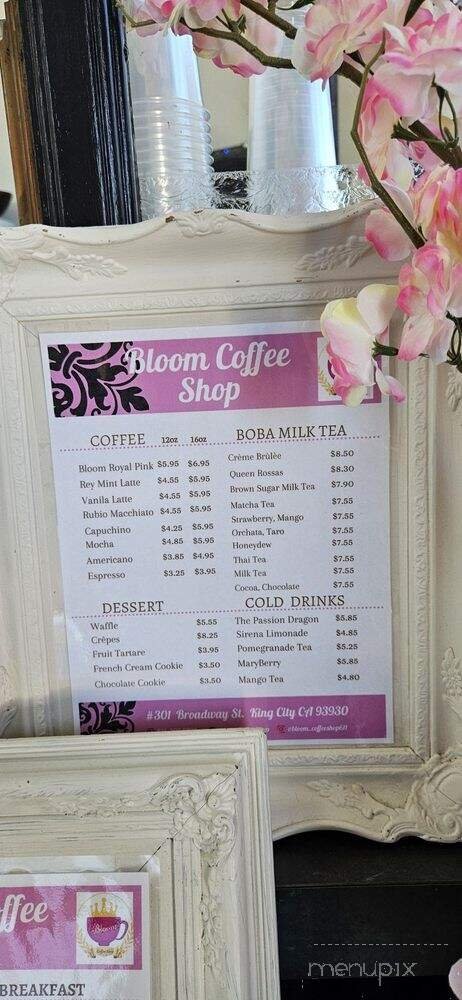 Bloom Coffee
Shop
COFFEE 12oz 16oz
Bloom Royal Pink $5.95 $6.95
Rey Mint Latte $4.55 $5.95
Vanila Latte $4.55 $5.95
Rubio Macchiato $4.55 $5.95
Capuchino $4.25 $5.95
Mocha $4.85 $5.95
Americano $3.85 $4.95
Espresso $3.25 $3.95
BOBA MILK TEA
Crème Brûlèe $8.50
Queen Rossas $8.30
Brown Sugar Milk Tea $7.90
Matcha Tea $7.55
Strawberry, Mango $7.55
Orchata, Taro $7.55
Honeydew $7.55
Thai Tea $7.55
Milk Tea $7.55
Cocoa, Chocolate $7.55
DESSERT
Waffle $5.55
Crêpes $8.25
Fruit Tartare $3.95
French Cream Cookie $3.50
Chocolate Cookie $3.50
COLD DRINKS
The Passion Dragon $5.85
Sirena Limonade $4.85
Pomegranade Tea $5.25
MaryBerry $5.85
Mango Tea $4.80
#301 Broadway St. King City CA 93930
@bloom_coffeeshop831
ffee
Bloom
BREAKFAST
menupix